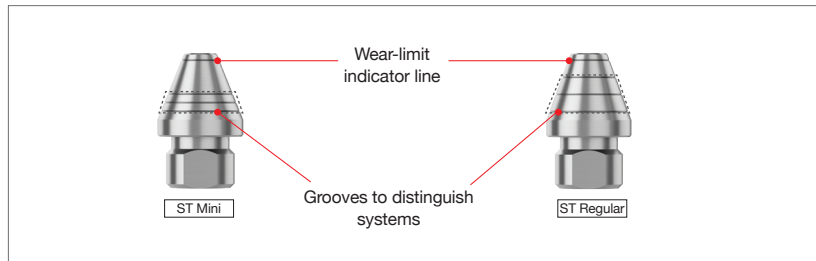 Wear-limit
indicator line
Grooves to distinguish
systems
ST Mini
ST Regular